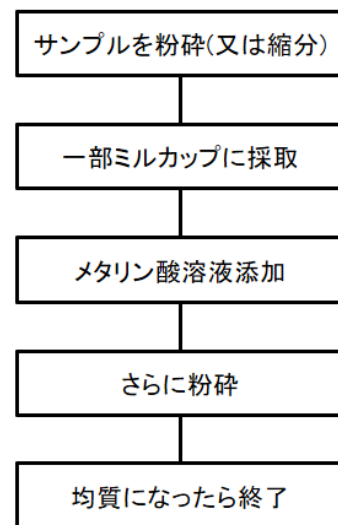 サンプルを粉砕(又は縮分)
一部ミルカップに採取
メタリン酸溶液添加
さらに粉砕
均質になったら終了